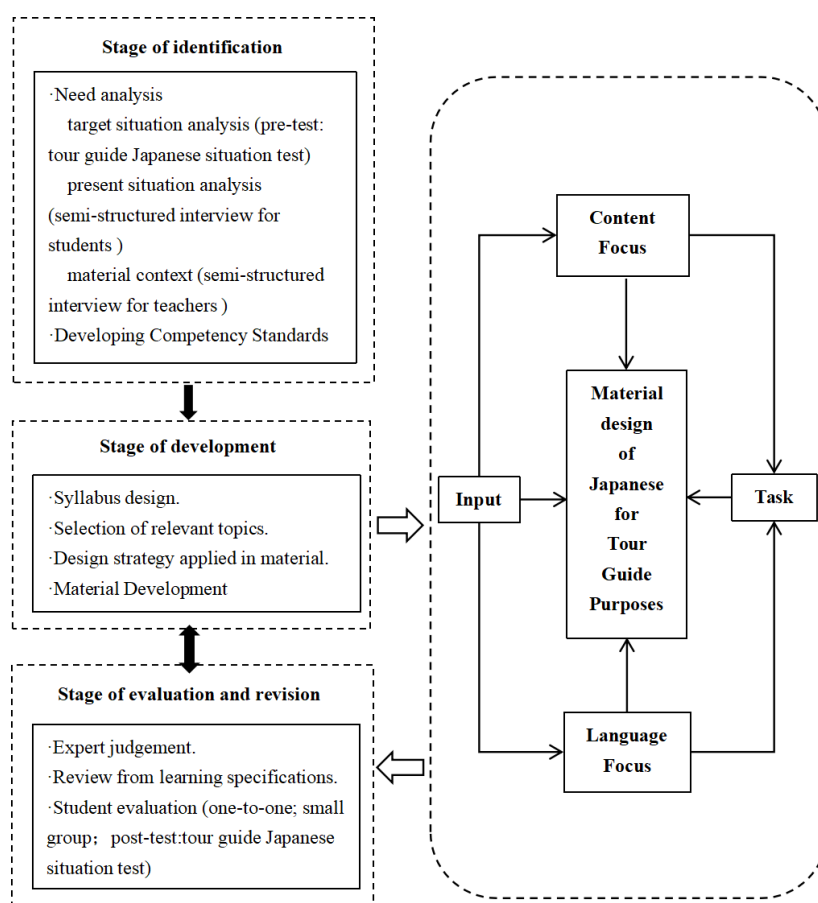 Stage of identification
·Need analysis
target situation analysis (pre-test:
tour guide Japanese situation test)
present situation analysis
(semi-structured interview for
students )
material context (semi-structured
interview for teachers )
·Developing Competency Standards
Stage of development
·Syllabus design.
·Selection of relevant topics.
·Design strategy applied in material.
·Material Development
Stage of evaluation and revision
·Expert judgement.
·Review from learning specifications.
·Student evaluation (one-to-one; small
group；post-test:tour guide Japanese
situation test)
Content
Focus
Input
Material
design
of
Japanese
for
Tour
Guide
Purposes
Task
Language
Focus